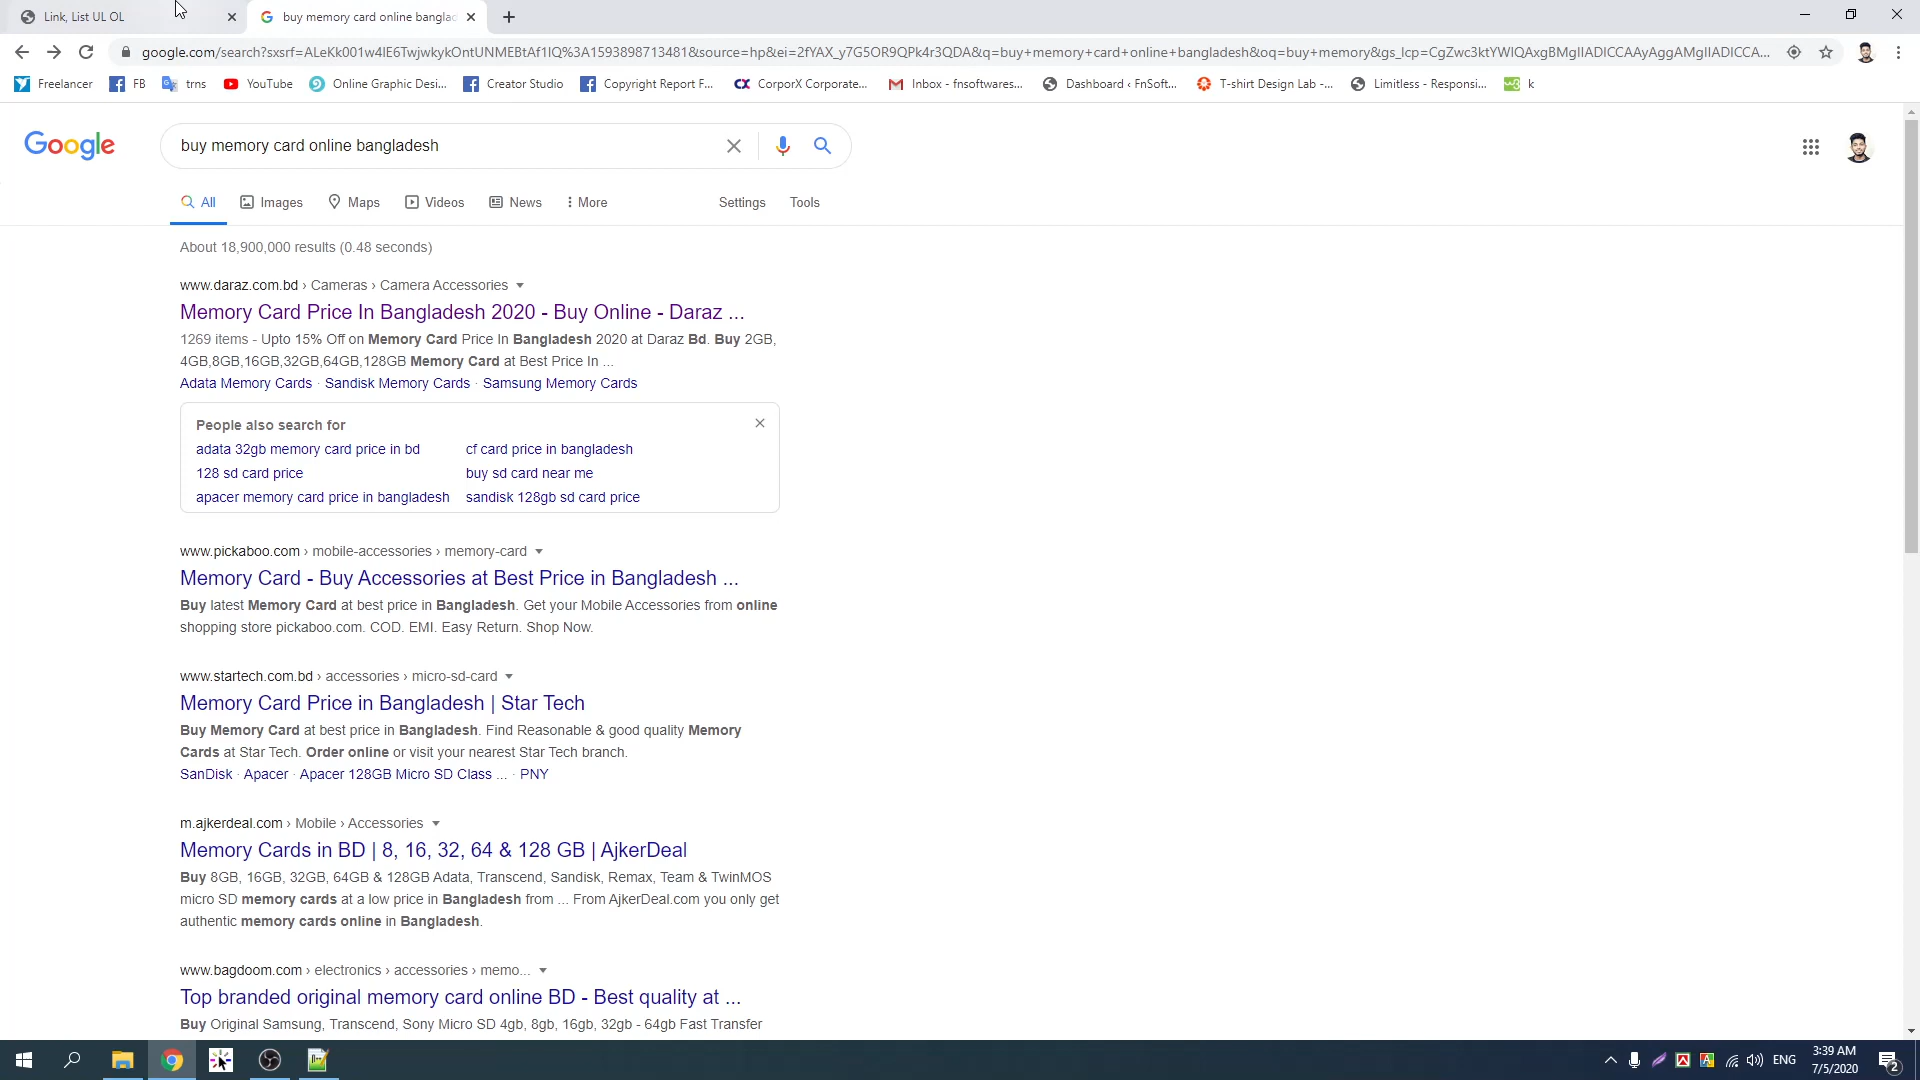 Link, List UL OL
buy memory card online banglad
google.com/search?sxsrf=ALeKk001w4lE6TwjwkykOntUNMEBtAf1IQ%3A1593898713481&source=hp&ei=2fYAX_y7G5OR9QPk4r3QDA&q=buy+memory+card+online+bangladesh&oq=buy+memory&gs_lcp=CgZwc3ktYWIQAxgBMgIIADICCAAyAggAMgIIADICCA...
Freelancer
FB
trns
YouTube
Online Graphic Desi...
Creator Studio
Copyright Report F...
CX CorporX Corporate...
Inbox - fnsoftwares...
Dashboard ‹ FnSoft...
T-shirt Design Lab -...
Limitless - Responsi...
k
Google
buy memory card online bangladesh
All
Images
Maps
Videos
News
More
Settings
Tools
About 18,900,000 results (0.48 seconds)
www.daraz.com.bd › Cameras › Camera Accessories
Memory Card Price In Bangladesh 2020 - Buy Online - Daraz ...
1269 items - Upto 15% Off on Memory Card Price In Bangladesh 2020 at Daraz Bd. Buy 2GB,
4GB,8GB,16GB,32GB,64GB,128GB Memory Card at Best Price In ...
Adata Memory Cards · Sandisk Memory Cards · Samsung Memory Cards
People also search for
adata 32gb memory card price in bd
cf card price in bangladesh
128 sd card price
buy sd card near me
apacer memory card price in bangladesh
sandisk 128gb sd card price
www.pickaboo.com › mobile-accessories › memory-card
Memory Card - Buy Accessories at Best Price in Bangladesh ...
Buy latest Memory Card at best price in Bangladesh. Get your Mobile Accessories from online
shopping store pickaboo.com. COD. EMI. Easy Return. Shop Now.
www.startech.com.bd › accessories › micro-sd-card
Memory Card Price in Bangladesh | Star Tech
Buy Memory Card at best price in Bangladesh. Find Reasonable & good quality Memory
Cards at Star Tech. Order online or visit your nearest Star Tech branch.
SanDisk · Apacer · Apacer 128GB Micro SD Class ... · PNY
m.ajkerdeal.com › Mobile › Accessories
Memory Cards in BD | 8, 16, 32, 64 & 128 GB | AjkerDeal
Buy 8GB, 16GB, 32GB, 64GB & 128GB Adata, Transcend, Sandisk, Remax, Team & TwinMOS
micro SD memory cards at a low price in Bangladesh from ... From AjkerDeal.com you only get
authentic memory cards online in Bangladesh.
www.bagdoom.com › electronics › accessories › memo...
Top branded original memory card online BD - Best quality at ...
Buy Original Samsung, Transcend, Sony Micro SD 4gb, 8gb, 16gb, 32gb - 64gb Fast Transfer
ENG
3:39 AM
7/5/2020
2